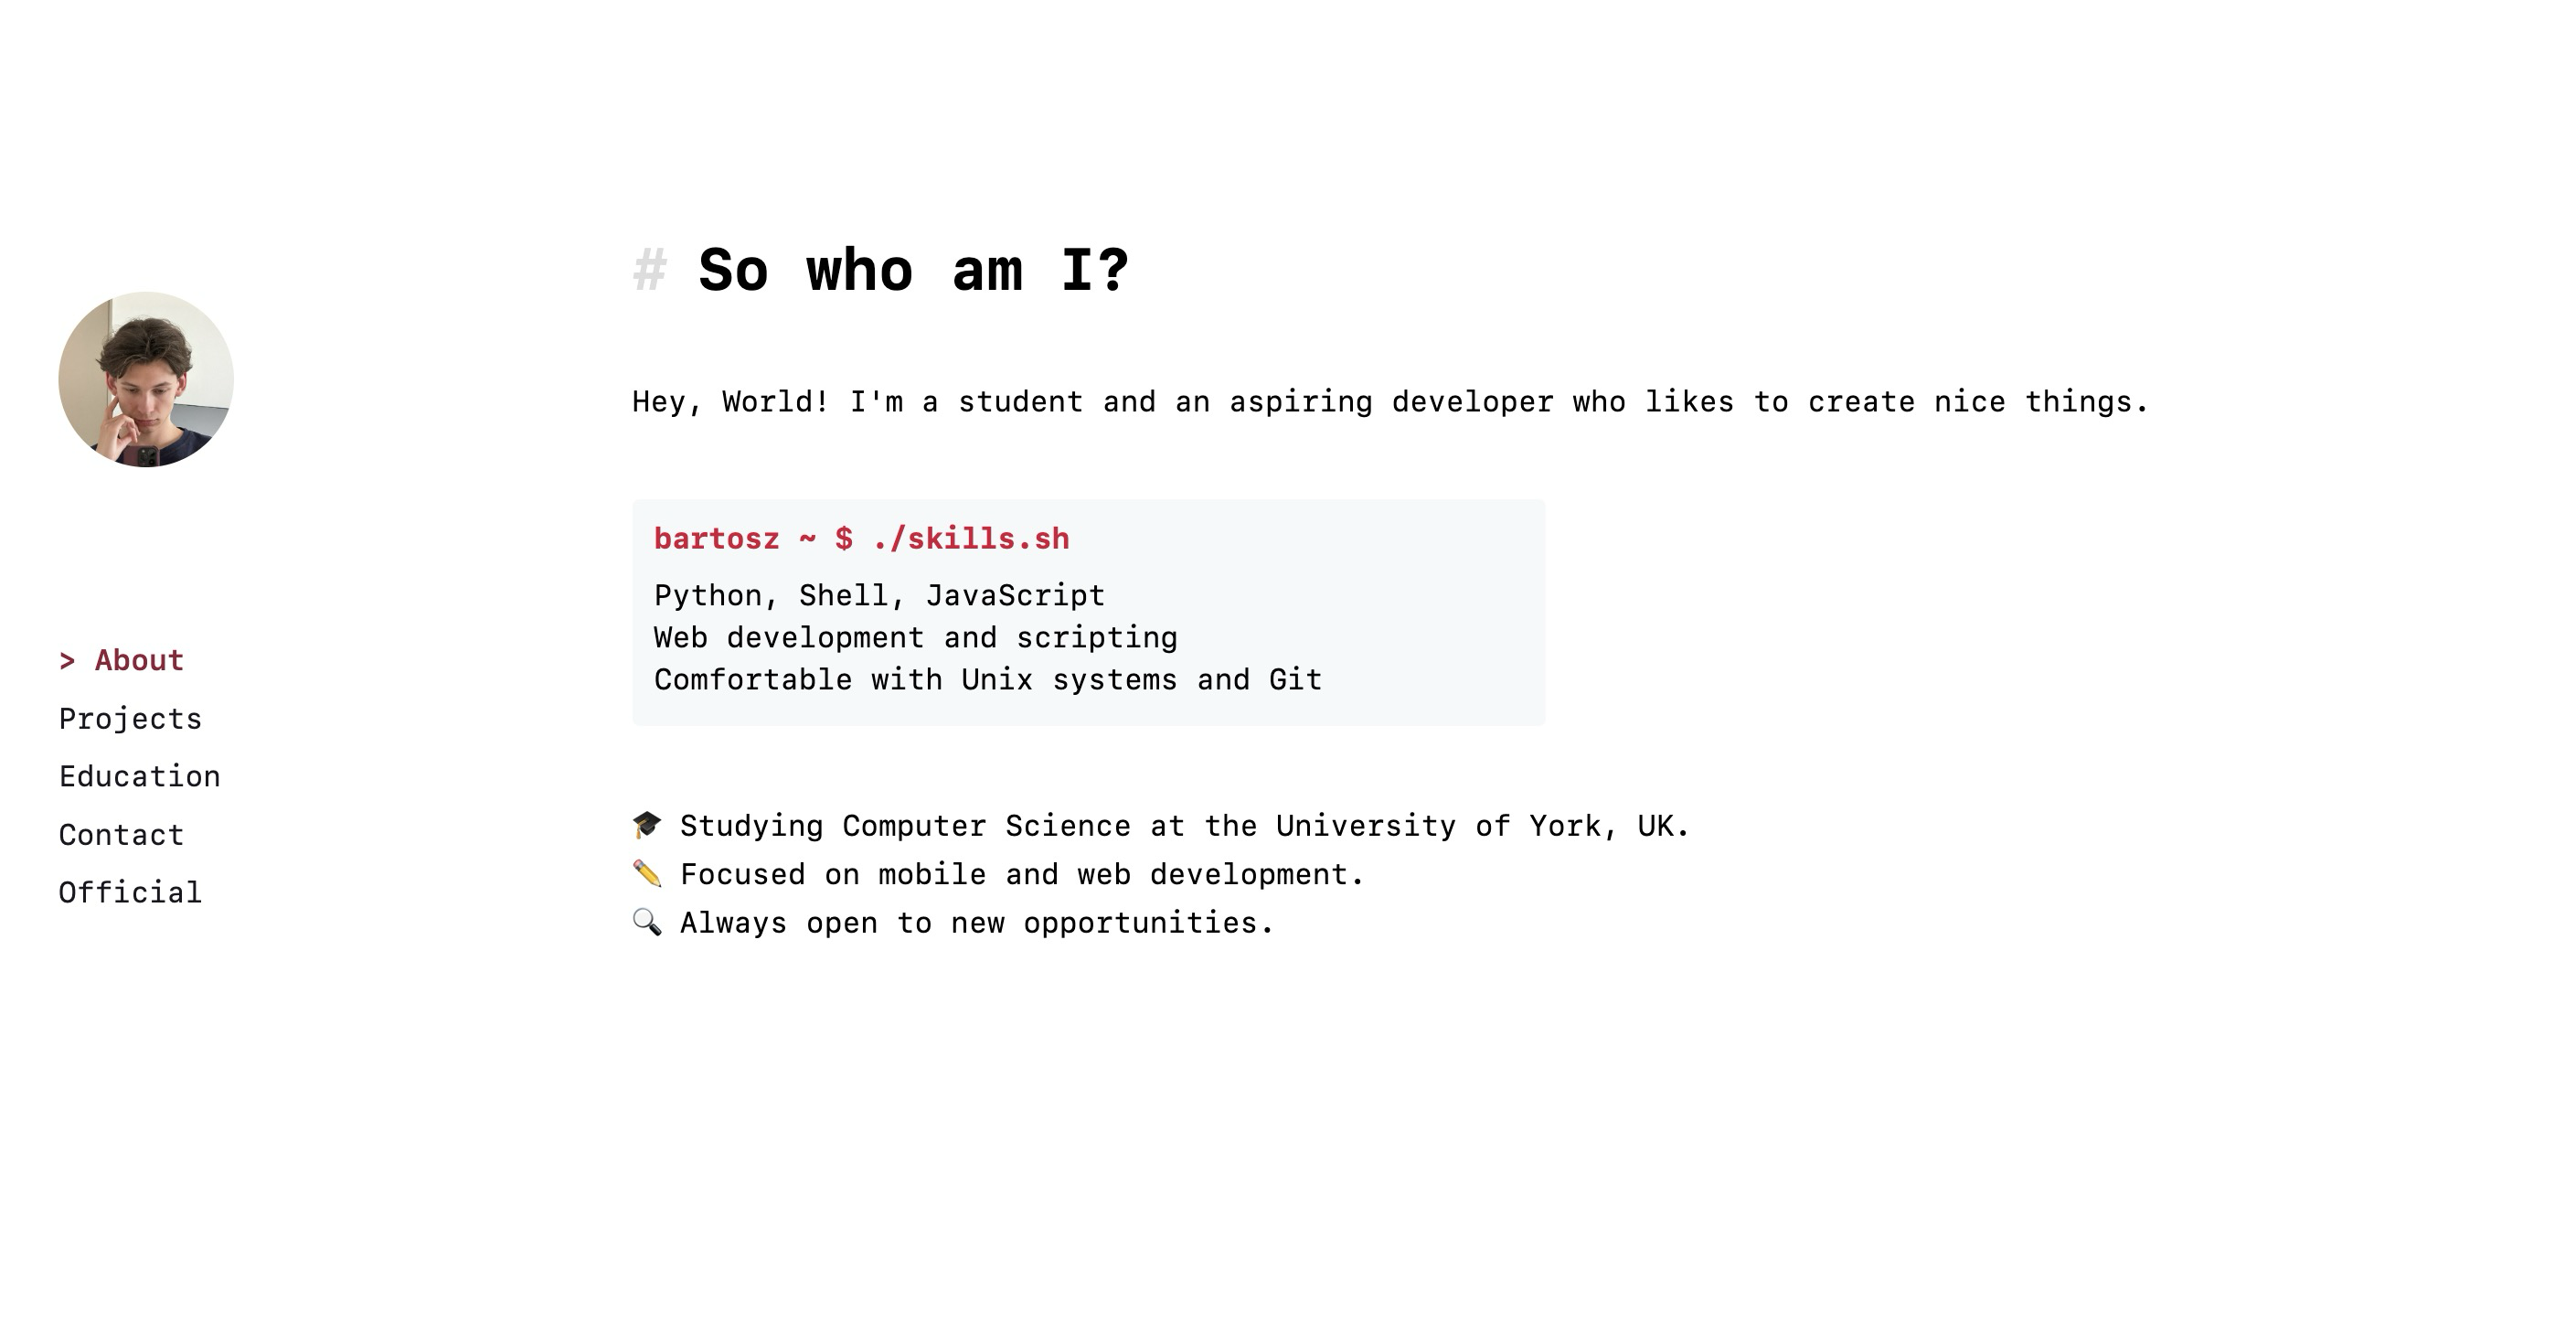 # So who am I?
Hey, World! I'm a student and an aspiring developer who likes to create nice things.
bartosz ~ $ ./skills.sh
Python, Shell, JavaScript
Web development and scripting
Comfortable with Unix systems and Git
🎓 Studying Computer Science at the University of York, UK.
✏️ Focused on mobile and web development.
🔍 Always open to new opportunities.
> About
Projects
Education
Contact
Official